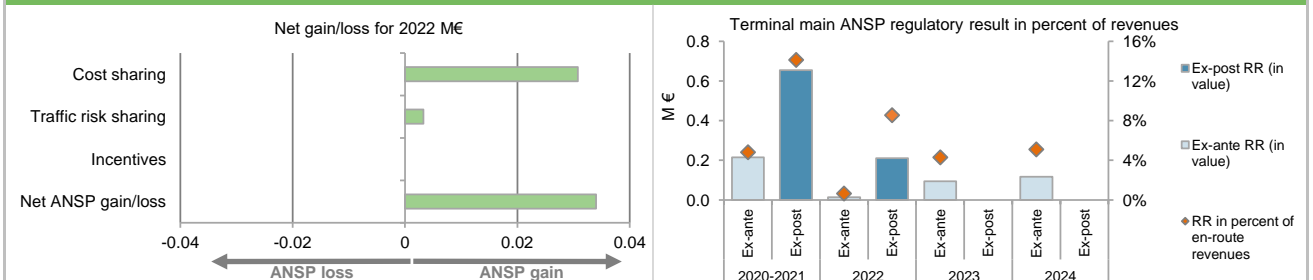 Net gain/loss for 2022 M€
Cost sharing
Traffic risk sharing
Incentives
Net ANSP gain/loss
-0.04
-0.02
0
0.02
0.04
ANSP loss
ANSP gain
Terminal main ANSP regulatory result in percent of revenues
M €
0.8
0.6
0.4
0.2
0.0
16%
12%
8%
4%
0%
Ex-ante
Ex-post
Ex-ante
Ex-post
Ex-ante
Ex-post
Ex-ante
Ex-post
2020-2021
2022
2023
2024
Ex-post RR (in
value)
Ex-ante RR (in
value)
RR in percent of
en-route
revenues